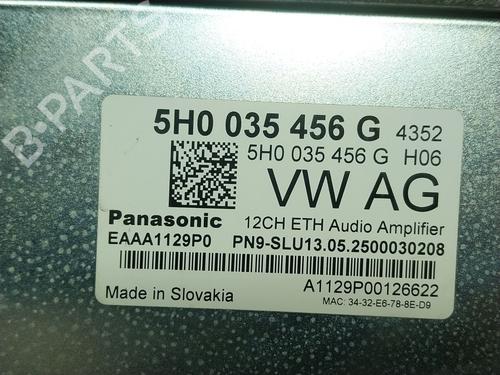 B-PARTS
5H0 035 456 G 4352
5H0 035 456 G H06
VW AG
Panasonic 12CH ETH Audio Amplifier
EAAA1129P0 PN9-SLU13.05.2500030208
Made in Slovakia A1129P00126622
MAC: 34-32-E6-78-8E-D9